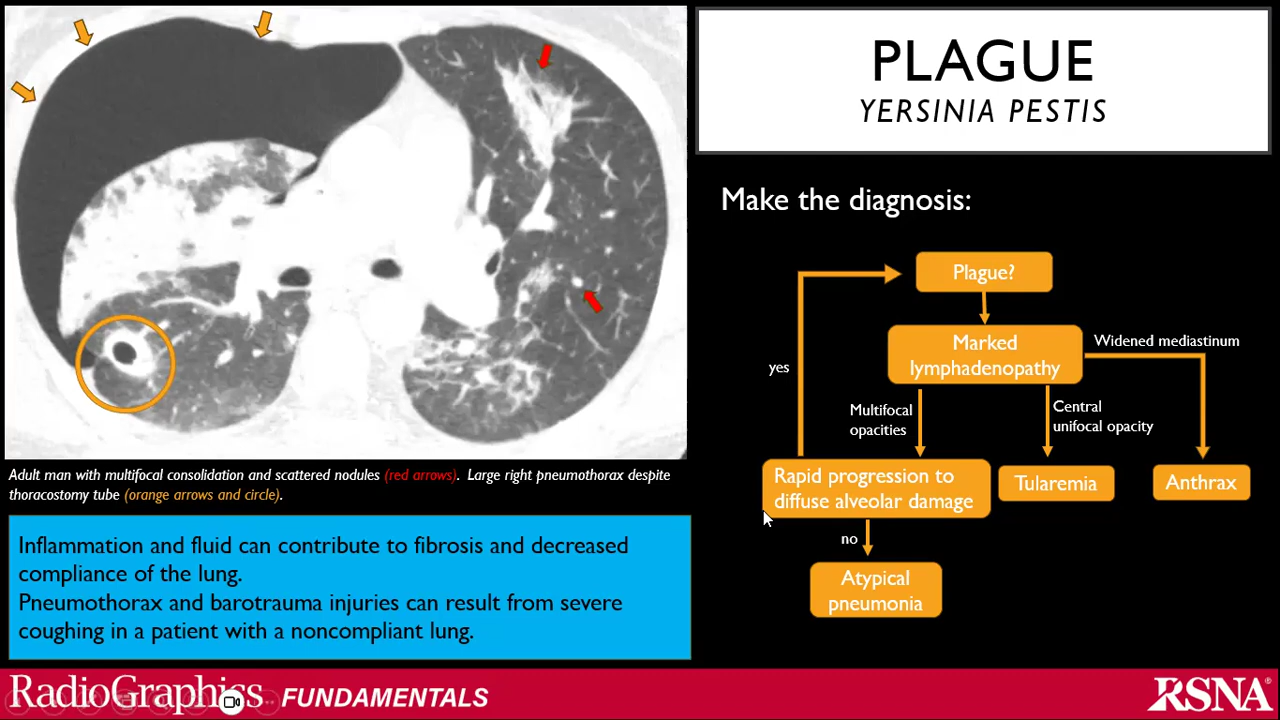 PLAGUE
YERSINIA PESTIS
Make the diagnosis:
Plague?
Marked
lymphadenopathy
Widened mediastinum
yes
Multifocal
opacities
Central
unifocal opacity
Rapid progression to
diffuse alveolar damage
Tularemia
Anthrax
no
Atypical
pneumonia
Adult man with multifocal consolidation and scattered nodules (red arrows). Large right pneumothorax despite
thoracostomy tube (orange arrows and circle).
Inflammation and fluid can contribute to fibrosis and decreased
compliance of the lung.
Pneumothorax and barotrauma injuries can result from severe
coughing in a patient with a noncompliant lung.
RadioGraphics FUNDAMENTALS
RSNA®